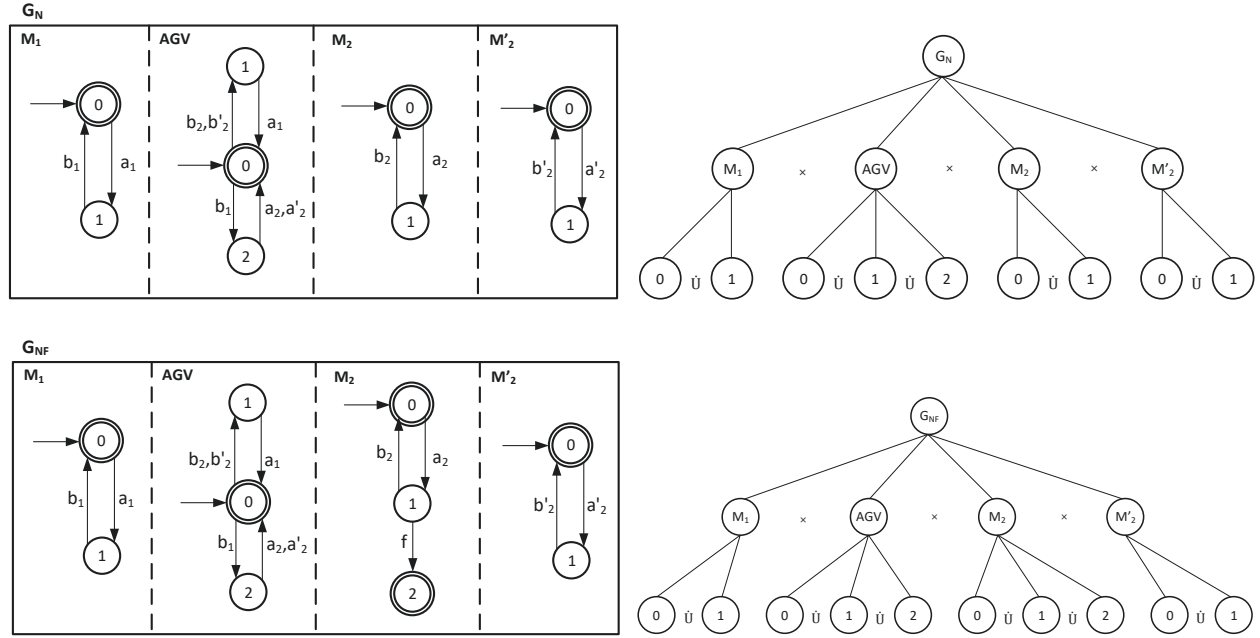 G_N
M₁ AGV M₂ M'₂
1
0 0 0
b₂,b'₂ a₁
b₁ a₁ 0 b₂ a₂ b'₂ a'₂
b₁ a₂,a'₂
1 1 1
2
G_N
M₁ × AGV × M₂ × M'₂
0 U̇ 1 0 U̇ 1 U̇ 2 0 U̇ 1 0 U̇ 1
G_NF
M₁ AGV M₂ M'₂
1 0
0 0
b₂,b'₂ a₁ b₂ a₂
b₁ a₁ 0 1 b'₂ a'₂
b₁ a₂,a'₂ f
1 1
2 2
G_NF
M₁ × AGV × M₂ × M'₂
0 U̇ 1 0 U̇ 1 U̇ 2 0 U̇ 1 U̇ 2 0 U̇ 1